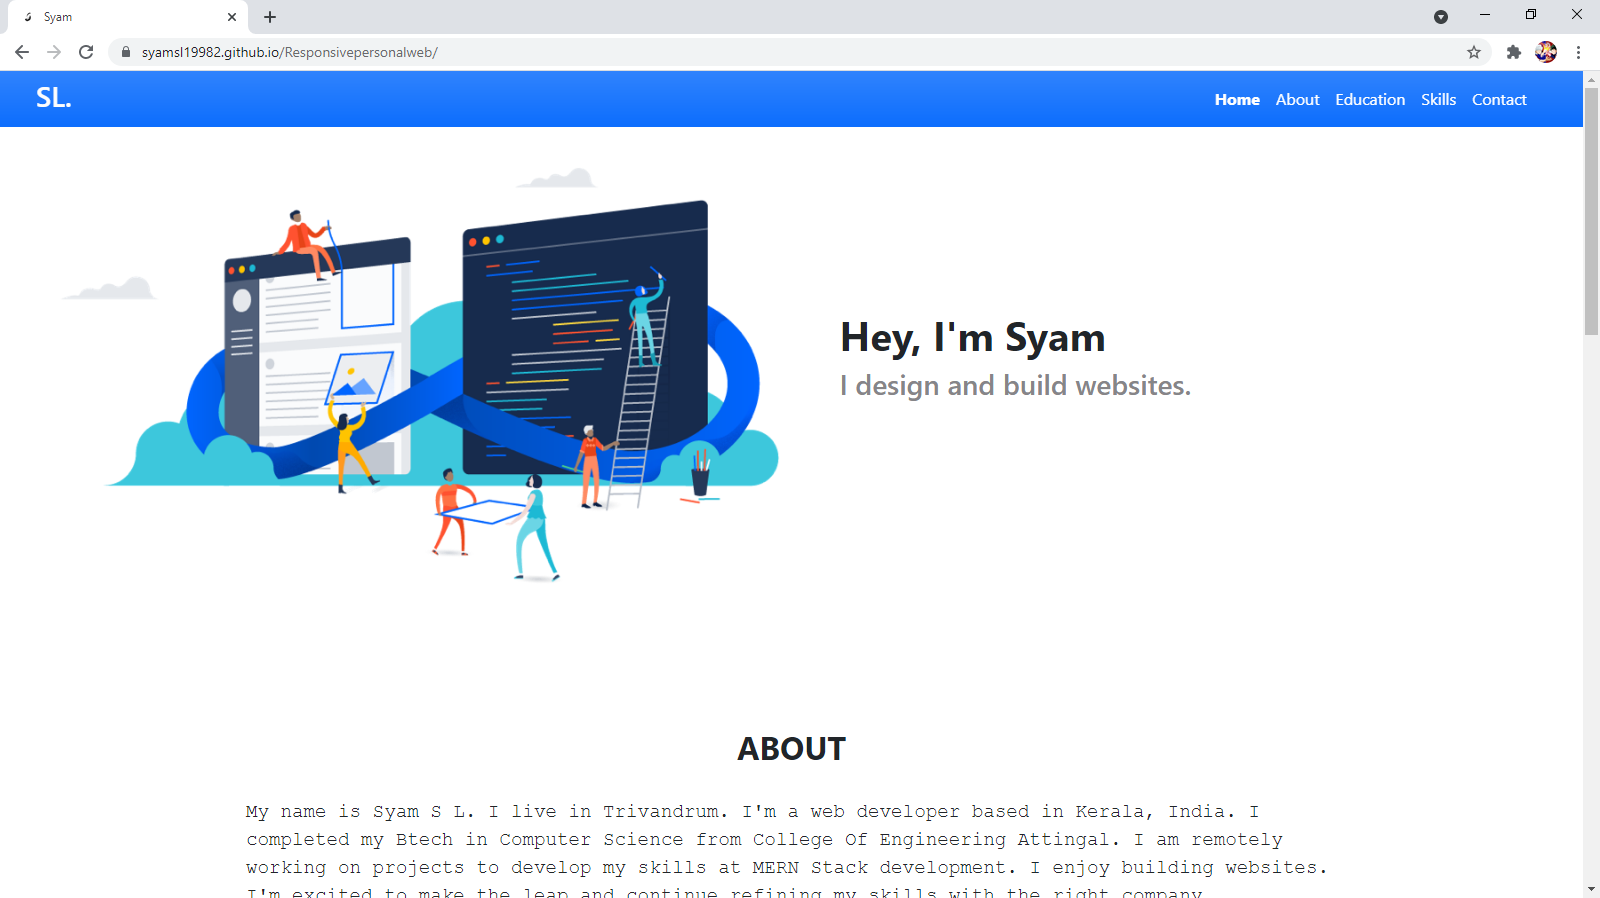 Syam
syamsl19982.github.io/Responsivepersonalweb/
SL.
Home About Education Skills Contact
Hey, I'm Syam
I design and build websites.
ABOUT
My name is Syam S L. I live in Trivandrum. I'm a web developer based in Kerala, India. I
completed my Btech in Computer Science from College Of Engineering Attingal. I am remotely
working on projects to develop my skills at MERN Stack development. I enjoy building websites.
I'm excited to make the leap and continue refining my skills with the right company